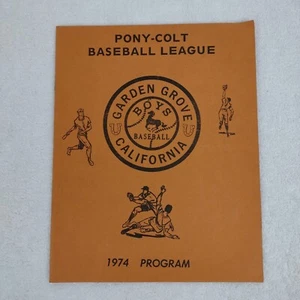 PONY-COLT
BASEBALL LEAGUE
GARDEN GROVE
BOYS
BASEBALL
CALIFORNIA
1974 PROGRAM